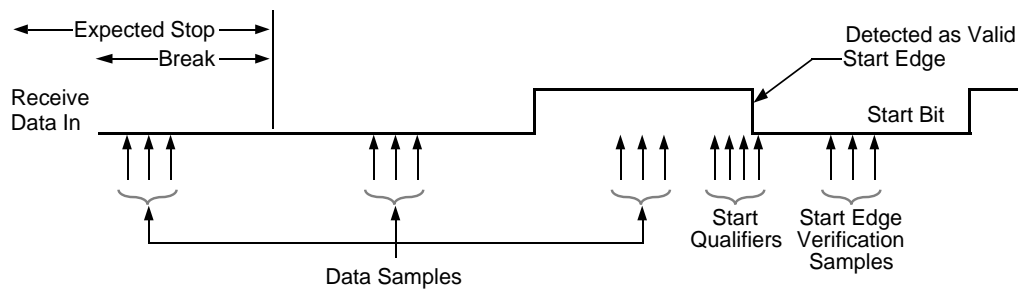 Expected Stop
Break
Detected as Valid
Start Edge
Receive
Data In
Start Bit
Start
Qualifiers
Start Edge
Verification
Samples
Data Samples